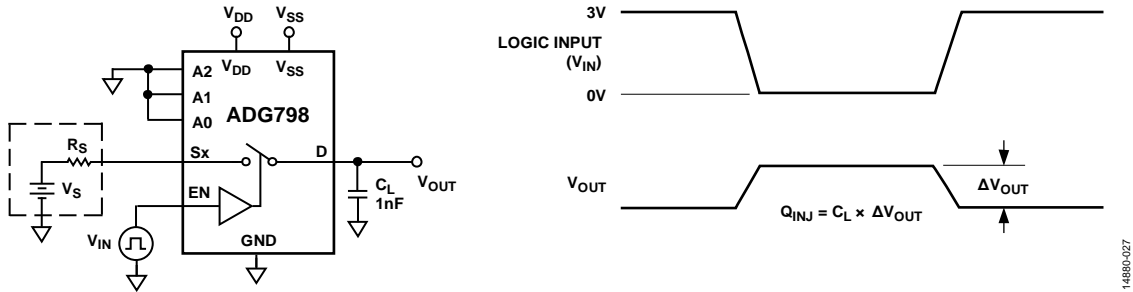 VDD VSS
VDD VSS
A2
A1
A0
ADG798
RS
Sx
D
VS
EN
CL
1nF
VOUT
VIN
GND
3V
LOGIC INPUT
(VIN)
0V
VOUT
ΔVOUT
QINJ = CL × ΔVOUT
14880-027